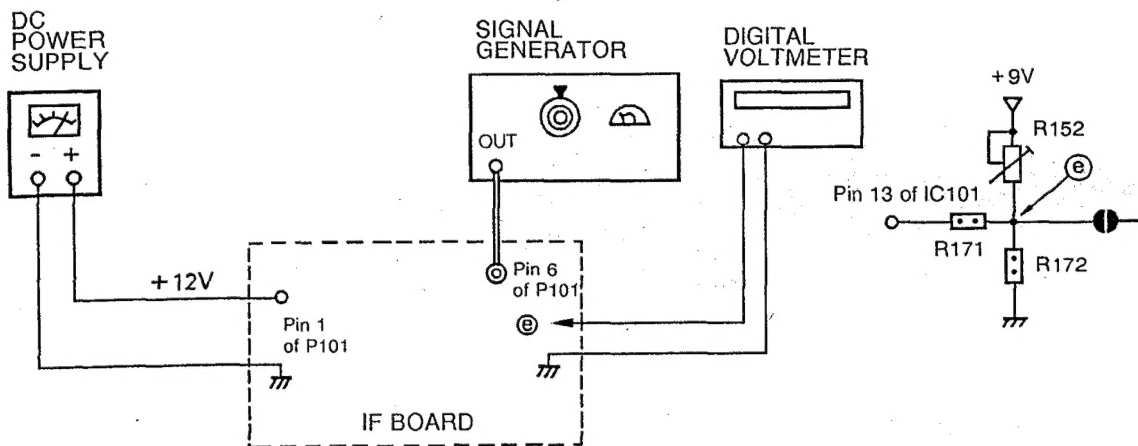 DC
POWER
SUPPLY
- +
SIGNAL
GENERATOR
OUT
DIGITAL
VOLTMETER
+9V
R152
e
Pin 13 of IC101
R171
R172
+12V
Pin 1
of P101
Pin 6
of P101
e
IF BOARD